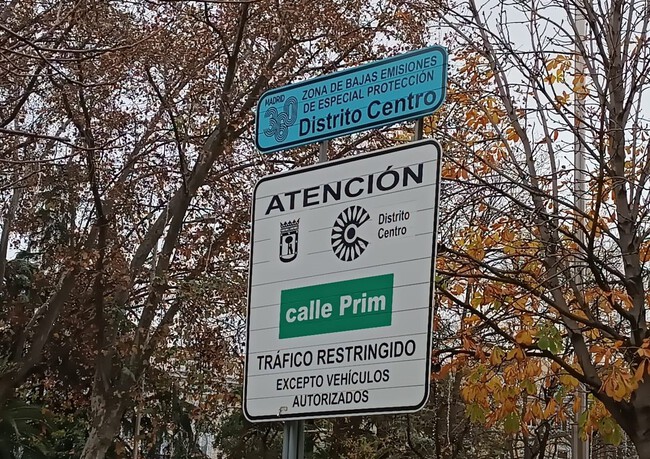 MADRID
360
ZONA DE BAJAS EMISIONES
DE ESPECIAL PROTECCIÓN
Distrito Centro
ATENCIÓN
Distrito
Centro
calle Prim
TRÁFICO RESTRINGIDO
EXCEPTO VEHÍCULOS
AUTORIZADOS